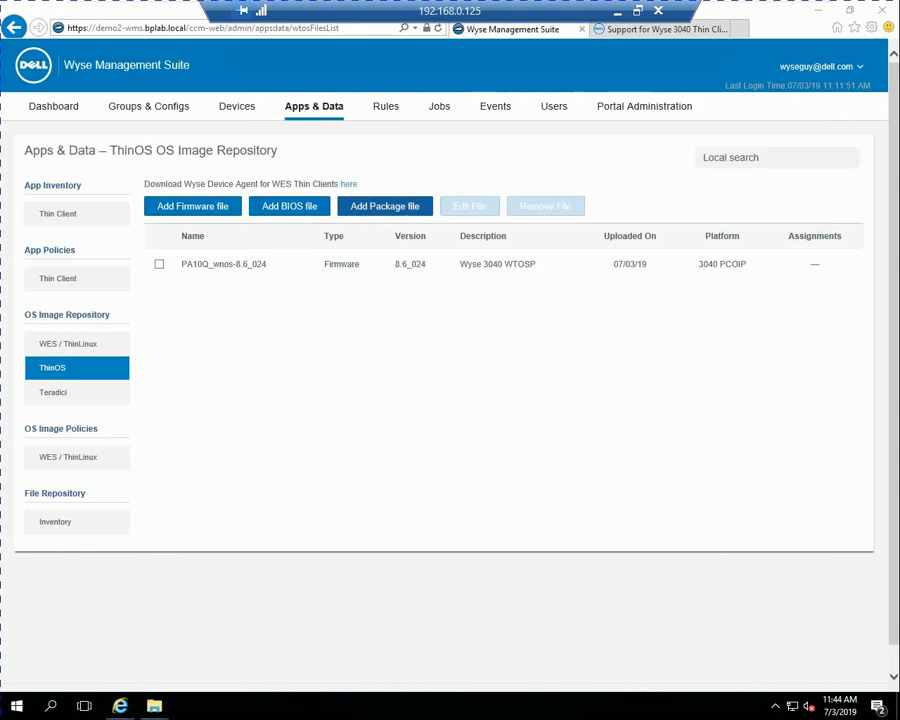 192.168.0.125
https://demo2-wms.bplab.local/ccm-web/admin/appsdata/wtosFilesList
Wyse Management Suite
Support for Wyse 3040 Thin Cli...
DELL
Wyse Management Suite
wyseguy@dell.com
Last Login Time:07/03/19 11:11:51 AM
Dashboard Groups & Configs Devices Apps & Data Rules Jobs Events Users Portal Administration
Apps & Data – ThinOS OS Image Repository
Local search
App Inventory
Thin Client
App Policies
Thin Client
OS Image Repository
WES / ThinLinux
ThinOS
Teradici
OS Image Policies
WES / ThinLinux
File Repository
Inventory
Download Wyse Device Agent for WES Thin Clients here
Add Firmware file Add BIOS file Add Package file Edit File Remove File
Name Type Version Description Uploaded On Platform Assignments
PA10Q_wnos-8.6_024 Firmware 8.6_024 Wyse 3040 WTOSP 07/03/19 3040 PCOIP —
11:44 AM
7/3/2019
2